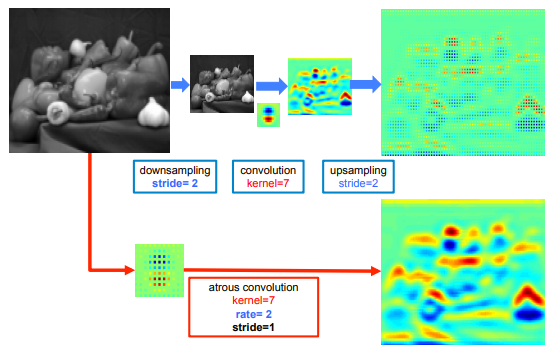 downsampling
stride= 2
convolution
kernel=7
upsampling
stride=2
atrous convolution
kernel=7
rate= 2
stride=1